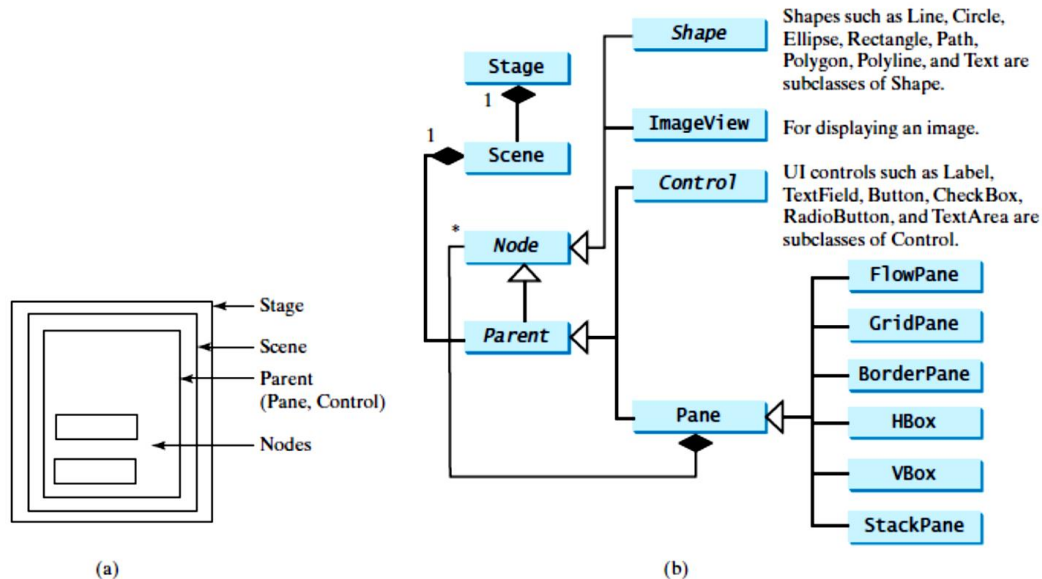 Stage
Scene
Parent
(Pane, Control)
Nodes
(a)
Stage
1
1
Scene
*
Node
Parent
Shape
Shapes such as Line, Circle,
Ellipse, Rectangle, Path,
Polygon, Polyline, and Text are
subclasses of Shape.
ImageView
For displaying an image.
Control
UI controls such as Label,
TextField, Button, CheckBox,
RadioButton, and TextArea are
subclasses of Control.
Pane
FlowPane
GridPane
BorderPane
HBox
VBox
StackPane
(b)